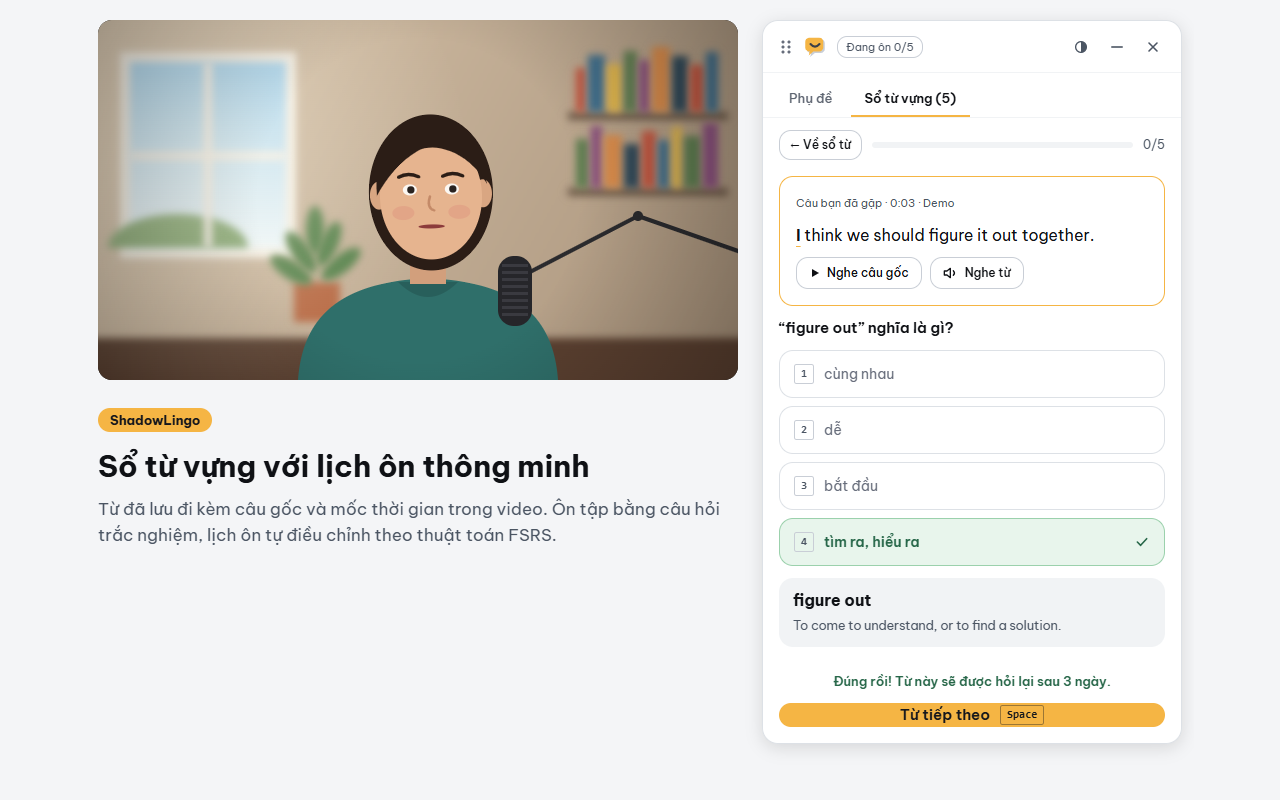 ShadowLingo
Sổ từ vựng với lịch ôn thông minh
Từ đã lưu đi kèm câu gốc và mốc thời gian trong video. Ôn tập bằng câu hỏi
trắc nghiệm, lịch ôn tự điều chỉnh theo thuật toán FSRS.
Đang ôn 0/5
Phụ đề
Sổ từ vựng (5)
← Về sổ từ
0/5
Câu bạn đã gặp · 0:03 · Demo
I think we should figure it out together.
Nghe câu gốc
Nghe từ
“figure out” nghĩa là gì?
1 cùng nhau
2 dễ
3 bắt đầu
4 tìm ra, hiểu ra
figure out
To come to understand, or to find a solution.
Đúng rồi! Từ này sẽ được hỏi lại sau 3 ngày.
Từ tiếp theo Space